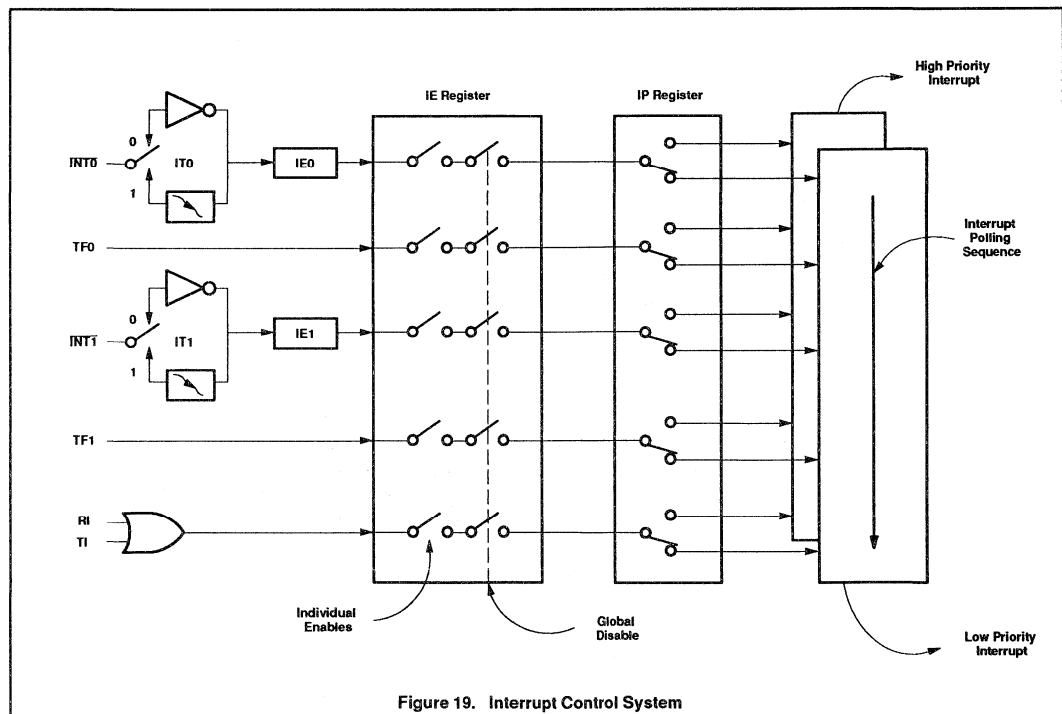 High Priority
Interrupt
IE Register
IP Register
0
INT0
IT0
IE0
1
TF0
Interrupt
Polling
Sequence
0
INT1
IT1
IE1
1
TF1
RI
TI
Individual
Enables
Global
Disable
Low Priority
Interrupt
Figure 19. Interrupt Control System